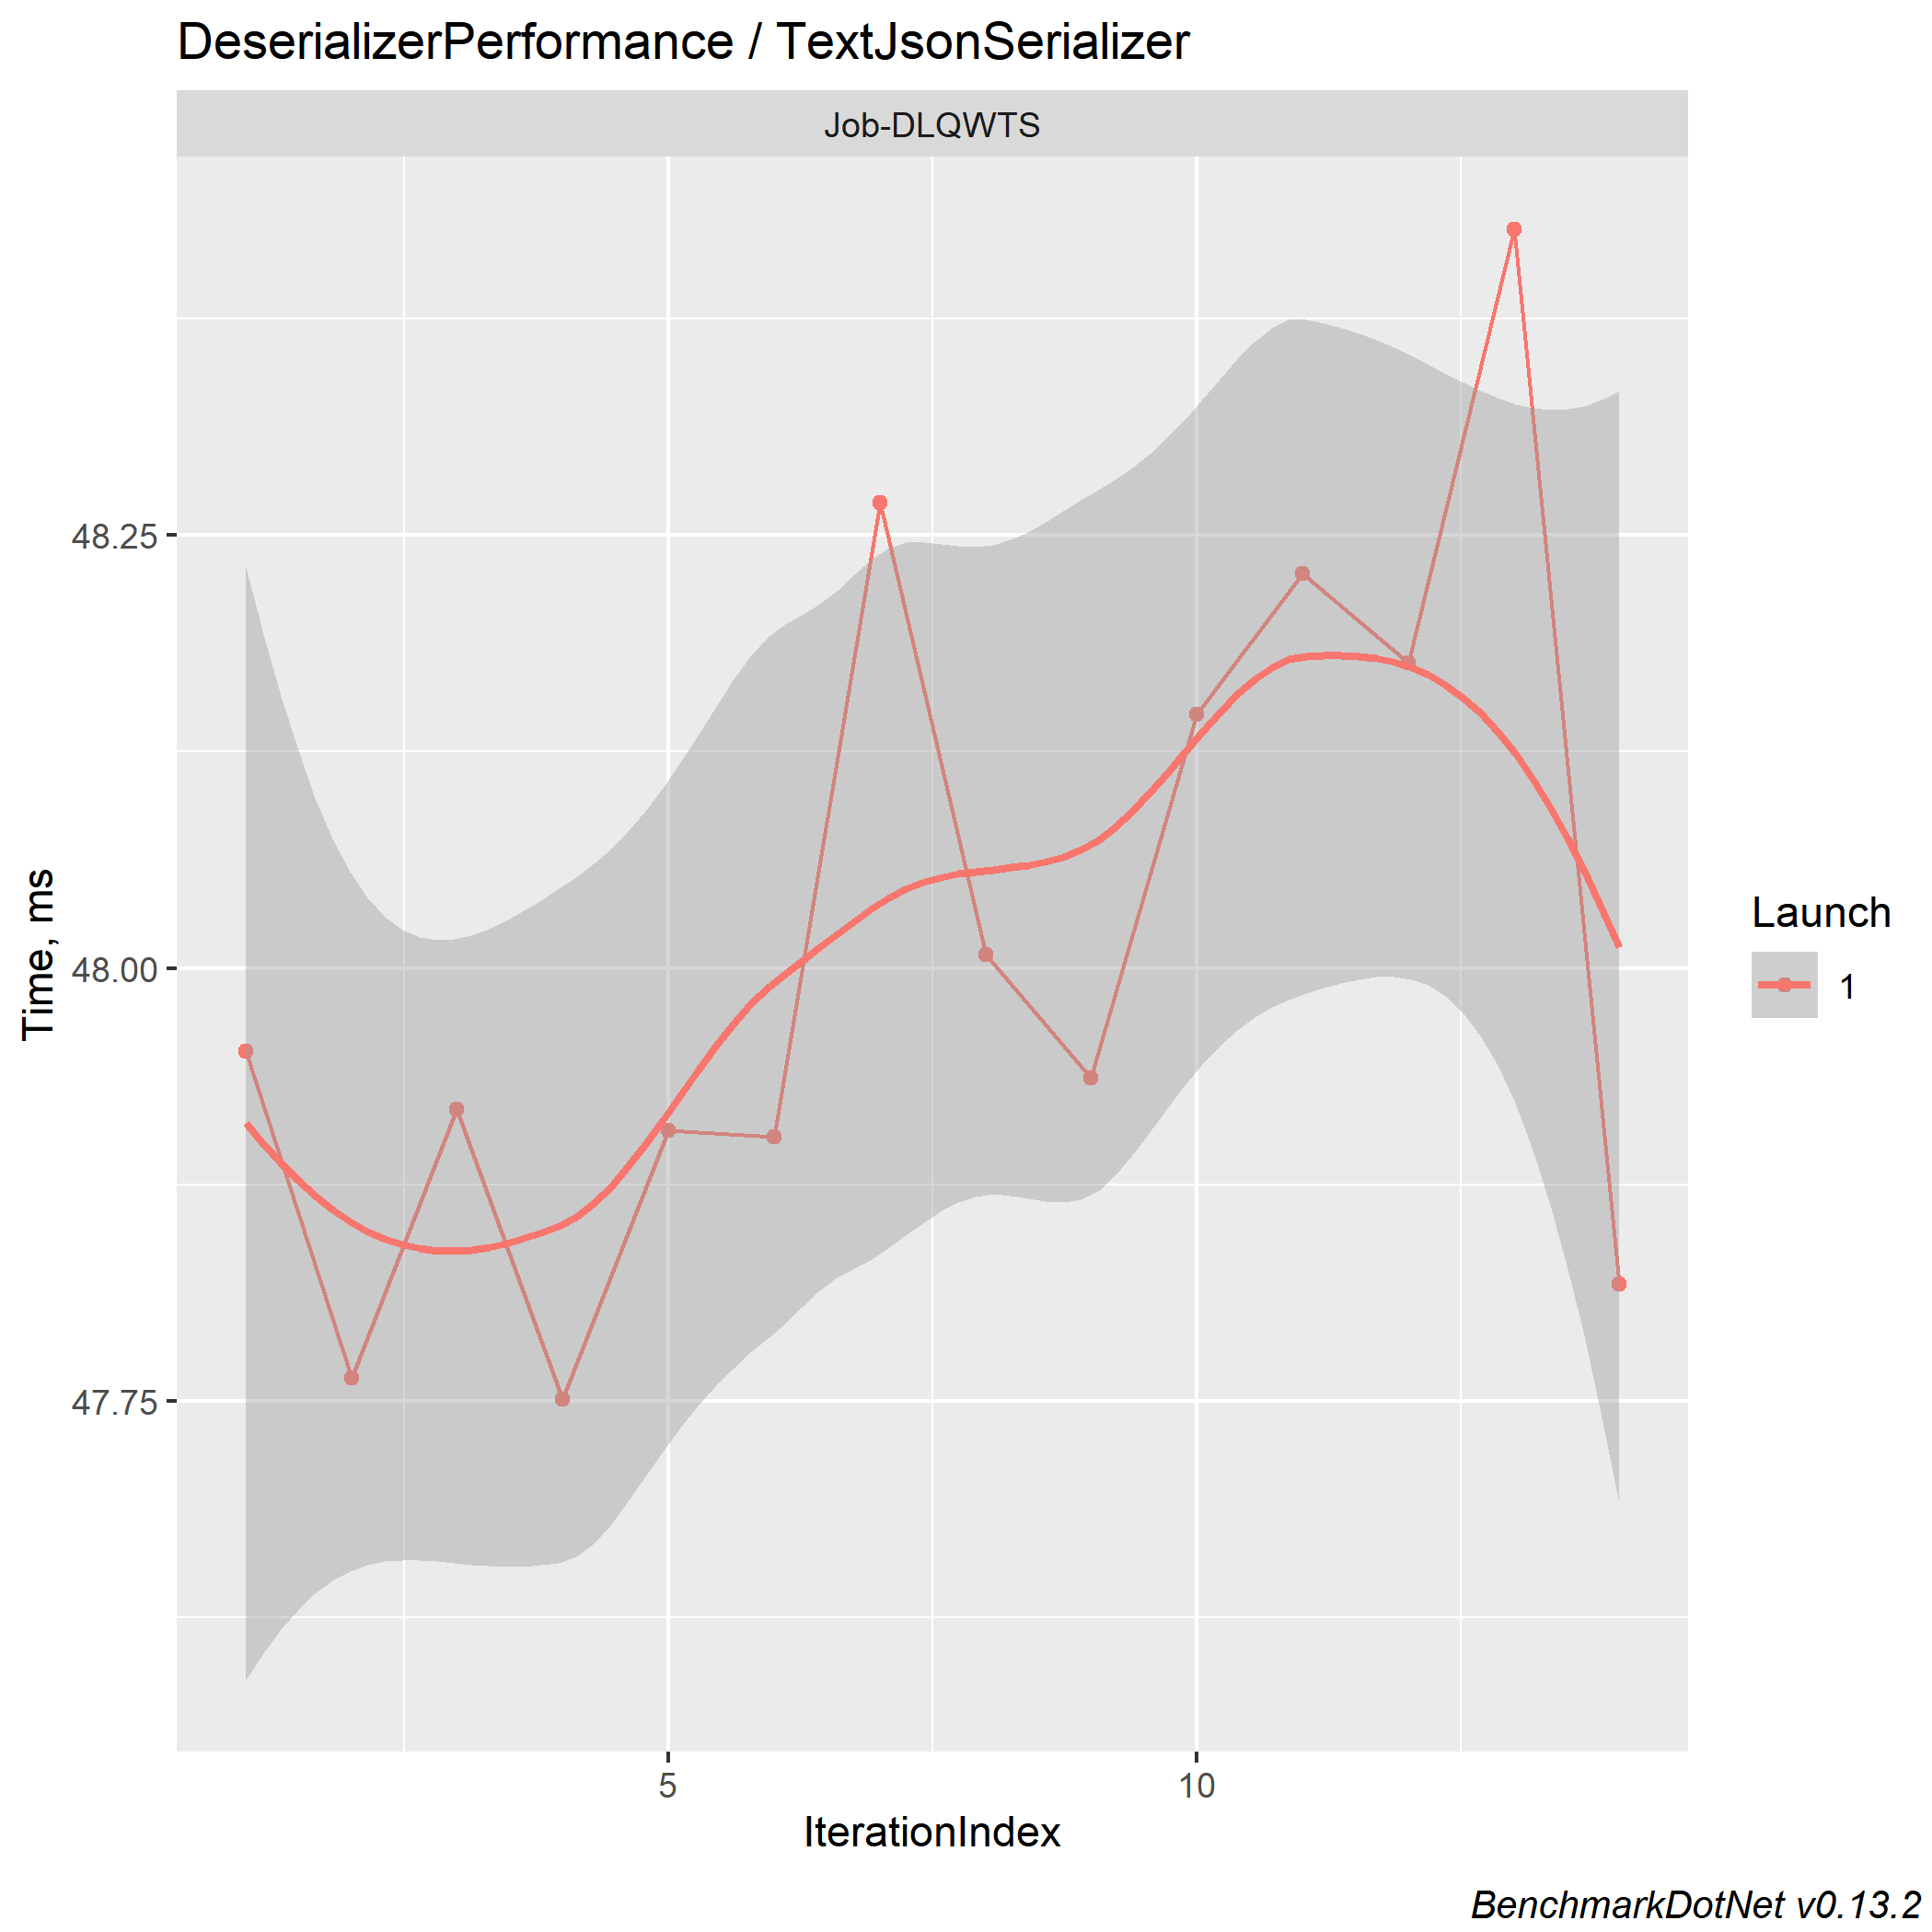 DeserializerPerformance / TextJsonSerializer
Job-DLQWTS
48.25
48.00
47.75
Time, ms
Launch
1
5
10
IterationIndex
BenchmarkDotNet v0.13.2